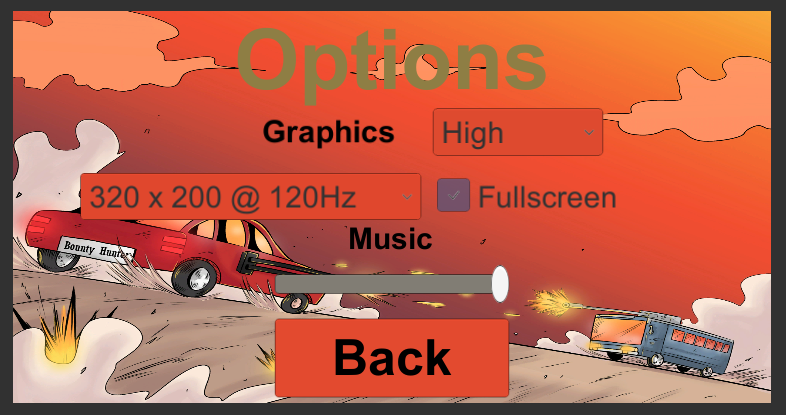 Options
Graphics
High
320 x 200 @ 120Hz
Fullscreen
Music
Bounty Hunter
Back